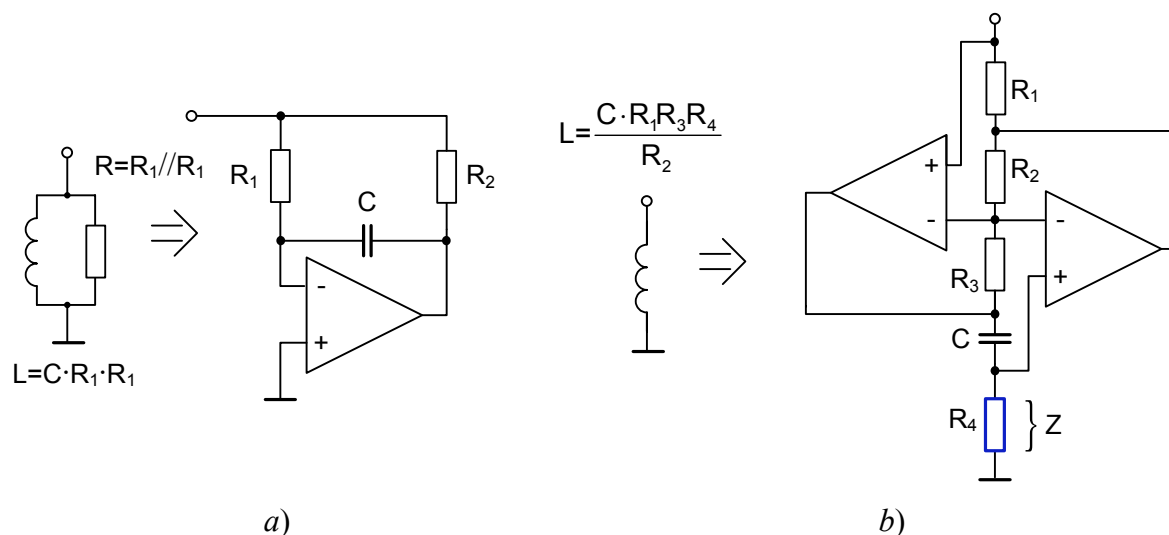 R=R₁//R₁
L=C·R₁·R₁
R₁
C
R₂
-
+
a)
L=C·R₁R₃R₄
R₂
R₁
R₂
R₃
C
R₄
} Z
+
-
-
+
b)